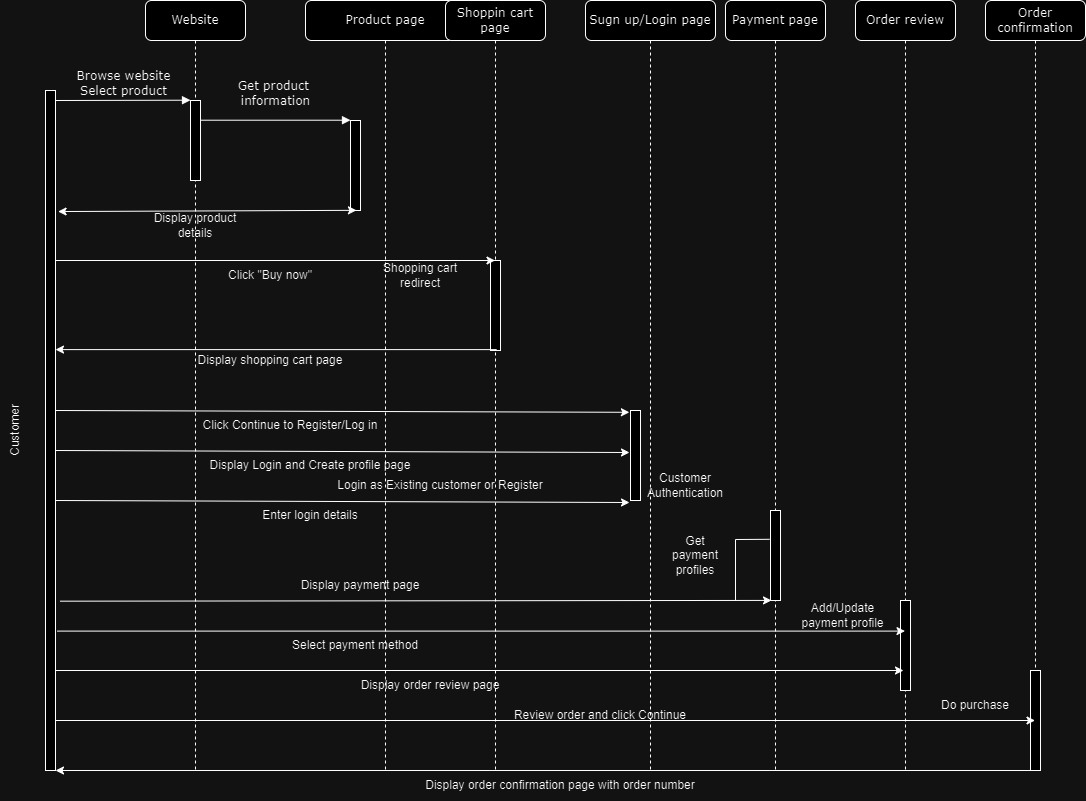 Website
Product page
Shoppin cart
page
Sugn up/Login page
Payment page
Order review
Order
confirmation
Browse website
Select product
Get product
information
Display product
details
Click "Buy now"
Shopping cart
redirect
Display shopping cart page
Customer
Click Continue to Register/Log in
Display Login and Create profile page
Login as Existing customer or Register
Customer
Authentication
Enter login details
Get
payment
profiles
Display payment page
Add/Update
payment profile
Select payment method
Display order review page
Do purchase
Review order and click Continue
Display order confirmation page with order number